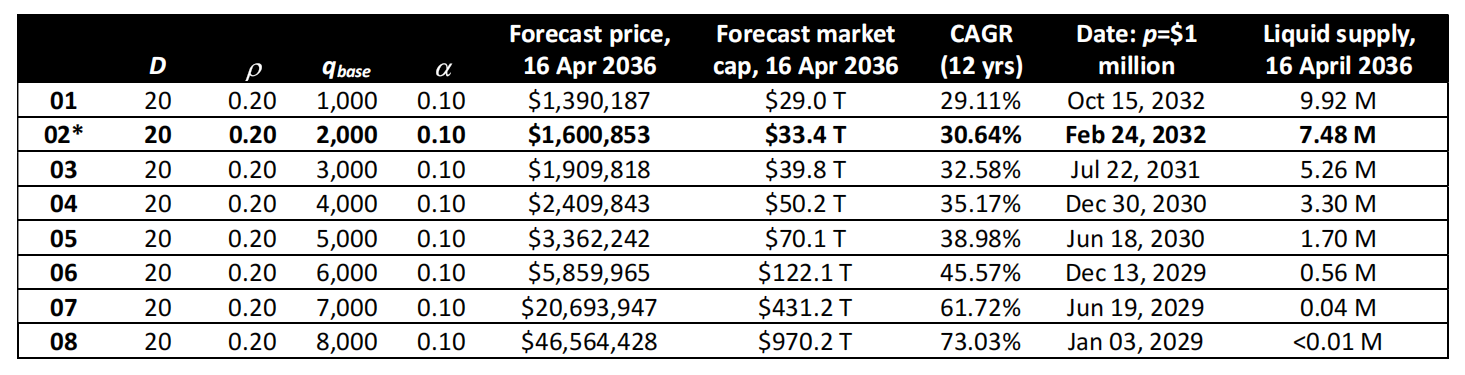 D ρ q base α Forecast price, 16 Apr 2036 Forecast market cap, 16 Apr 2036 CAGR (12 yrs) Date: p=$1 million Liquid supply, 16 April 2036
01 20 0.20 1,000 0.10 $1,390,187 $29.0 T 29.11% Oct 15, 2032 9.92 M
02* 20 0.20 2,000 0.10 $1,600,853 $33.4 T 30.64% Feb 24, 2032 7.48 M
03 20 0.20 3,000 0.10 $1,909,818 $39.8 T 32.58% Jul 22, 2031 5.26 M
04 20 0.20 4,000 0.10 $2,409,843 $50.2 T 35.17% Dec 30, 2030 3.30 M
05 20 0.20 5,000 0.10 $3,362,242 $70.1 T 38.98% Jun 18, 2030 1.70 M
06 20 0.20 6,000 0.10 $5,859,965 $122.1 T 45.57% Dec 13, 2029 0.56 M
07 20 0.20 7,000 0.10 $20,693,947 $431.2 T 61.72% Jun 19, 2029 0.04 M
08 20 0.20 8,000 0.10 $46,564,428 $970.2 T 73.03% Jan 03, 2029 <0.01 M